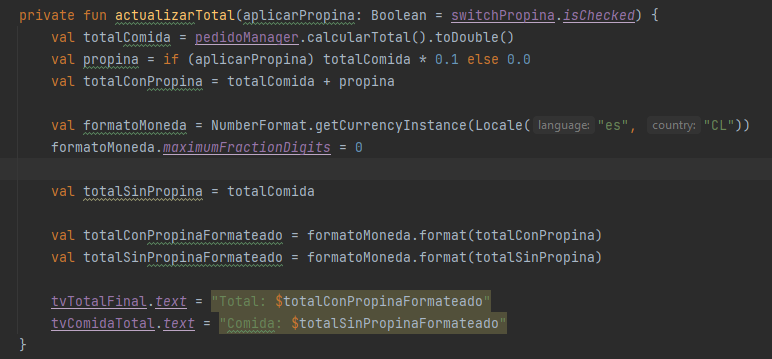 private fun actualizarTotal(aplicarPropina: Boolean = switchPropina.isChecked) {
val totalComida = pedidoManager.calcularTotal().toDouble()
val propina = if (aplicarPropina) totalComida * 0.1 else 0.0
val totalConPropina = totalComida + propina
val formatoMoneda = NumberFormat.getCurrencyInstance(Locale( language: "es", country: "CL"))
formatoMoneda.maximumFractionDigits = 0
val totalSinPropina = totalComida
val totalConPropinaFormateado = formatoMoneda.format(totalConPropina)
val totalSinPropinaFormateado = formatoMoneda.format(totalSinPropina)
tvTotalFinal.text = "Total: $totalConPropinaFormateado"
tvComidaTotal.text = "Comida: $totalSinPropinaFormateado"
}